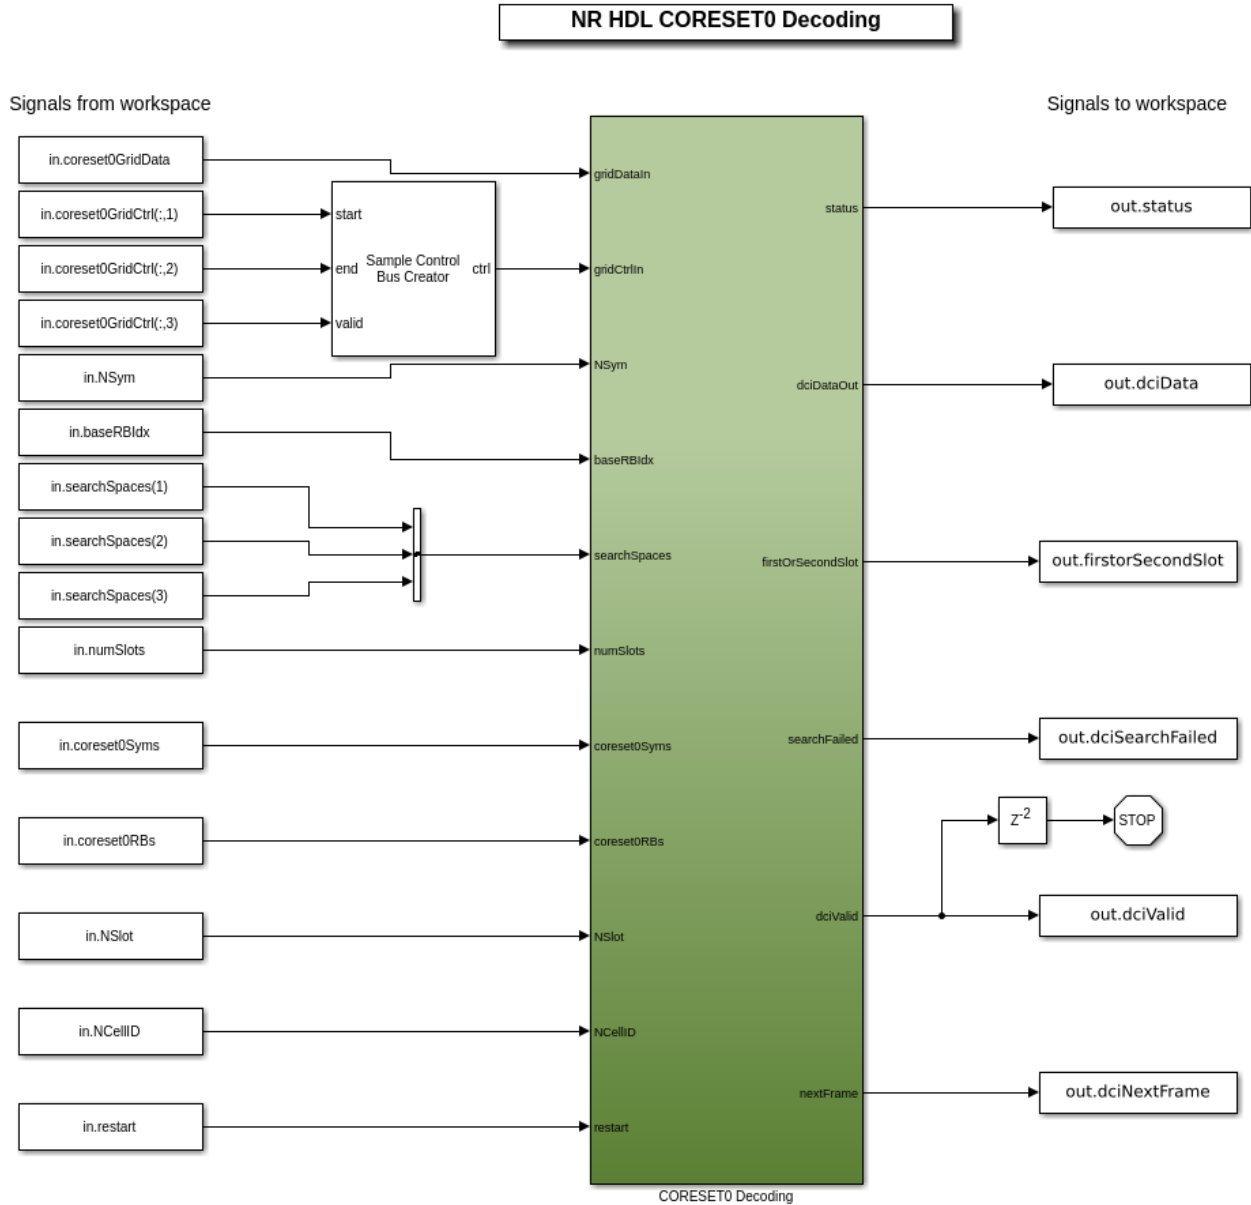 NR HDL CORESET0 Decoding
Signals from workspace
Signals to workspace
in.coreset0GridData
in.coreset0GridCtrl(:,1)
in.coreset0GridCtrl(:,2)
in.coreset0GridCtrl(:,3)
in.NSym
in.baseRBIdx
in.searchSpaces(1)
in.searchSpaces(2)
in.searchSpaces(3)
in.numSlots
in.coreset0Syms
in.coreset0RBs
in.NSlot
in.NCellID
in.restart
start
end
valid
Sample Control
Bus Creator
ctrl
gridDataIn
gridCtrlIn
NSym
baseRBIdx
searchSpaces
numSlots
coreset0Syms
coreset0RBs
NSlot
NCellID
restart
status
dciDataOut
firstOrSecondSlot
searchFailed
dciValid
nextFrame
CORESET0 Decoding
out.status
out.dciData
out.firstorSecondSlot
out.dciSearchFailed
Z-2
STOP
out.dciValid
out.dciNextFrame